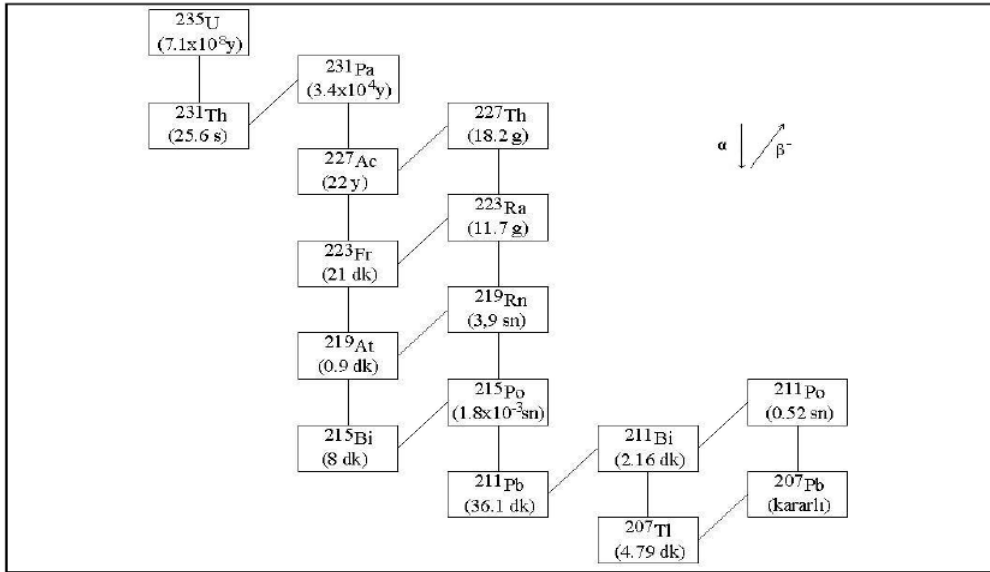 ²³⁵U
(7.1x10⁸y)
²³¹Pa
(3.4x10⁴y)
²³¹Th
(25.6 s)
²²⁷Th
(18.2 g)
α
β⁻
²²⁷Ac
(22 y)
²²³Ra
(11.7 g)
²²³Fr
(21 dk)
²¹⁹Rn
(3,9 sn)
²¹⁹At
(0.9 dk)
²¹⁵Po
(1.8x10⁻³sn)
²¹¹Po
(0.52 sn)
²¹⁵Bi
(8 dk)
²¹¹Bi
(2.16 dk)
²¹¹Pb
(36.1 dk)
²⁰⁷Pb
(kararlı)
²⁰⁷Tl
(4.79 dk)